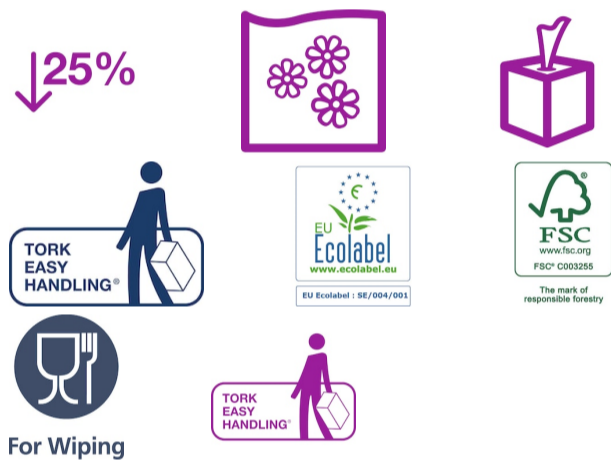 25%
TORK
EASY
HANDLING®
EU
Ecolabel
www.ecolabel.eu
EU Ecolabel : SE/004/001
FSC
®
www.fsc.org
FSC® C003255
The mark of
responsible forestry
For Wiping
TORK
EASY
HANDLING®